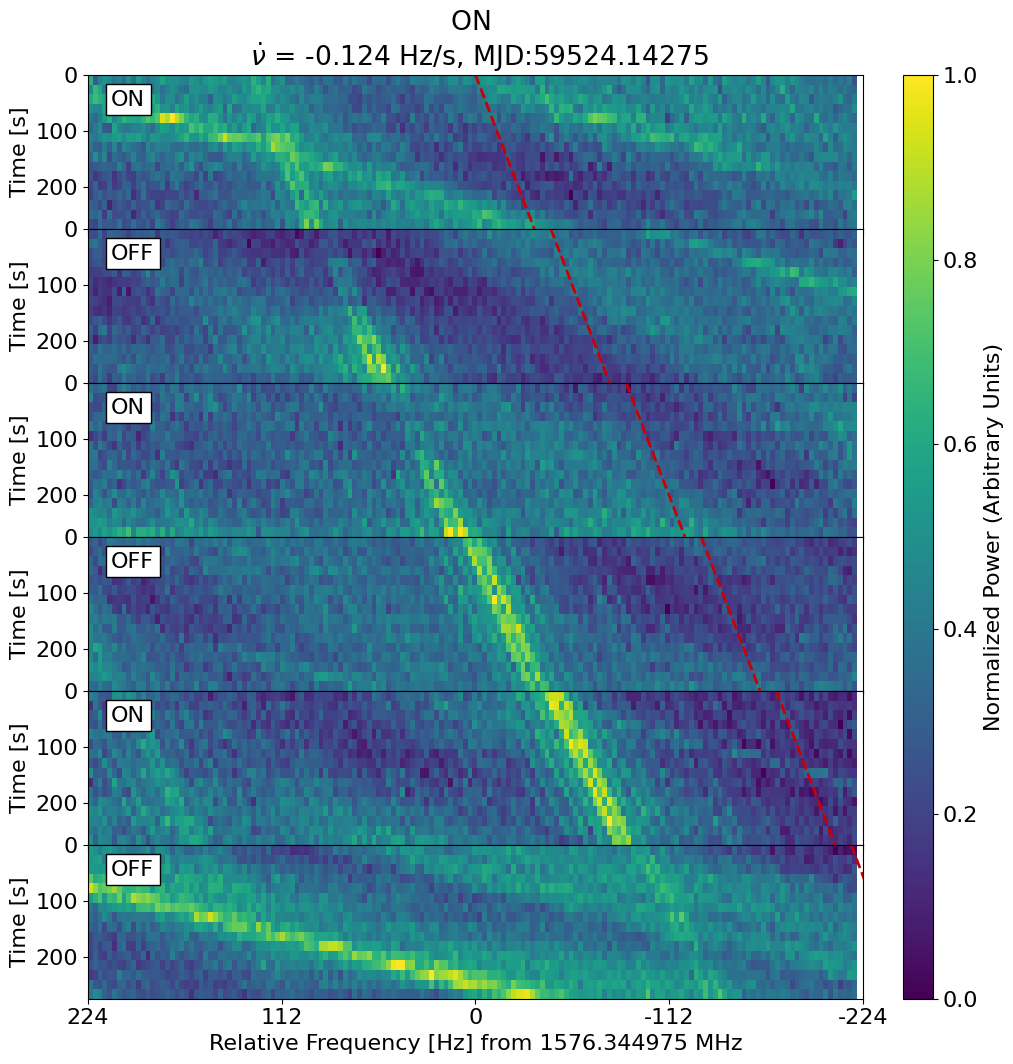 ON
ν̇ = -0.124 Hz/s, MJD:59524.14275
0
ON
100
200
Time [s]
0
OFF
100
200
Time [s]
0
ON
100
200
Time [s]
0
OFF
100
200
Time [s]
0
ON
100
200
Time [s]
0
OFF
100
200
Time [s]
224 112 0 -112 -224
Relative Frequency [Hz] from 1576.344975 MHz
1.0
0.8
0.6
0.4
0.2
0.0
Normalized Power (Arbitrary Units)